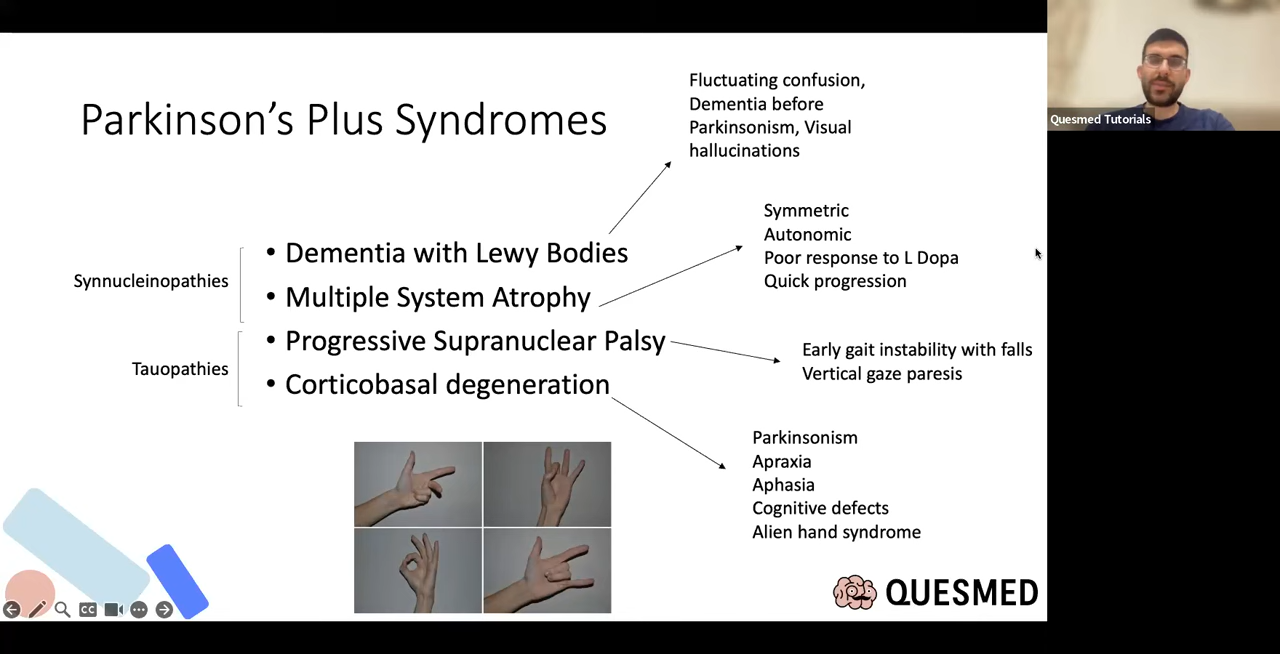 Parkinson's Plus Syndromes
Fluctuating confusion,
Dementia before
Parkinsonism, Visual
hallucinations
Synnucleinopathies
Tauopathies
• Dementia with Lewy Bodies
• Multiple System Atrophy
• Progressive Supranuclear Palsy
• Corticobasal degeneration
Symmetric
Autonomic
Poor response to L Dopa
Quick progression
Early gait instability with falls
Vertical gaze paresis
Parkinsonism
Apraxia
Aphasia
Cognitive defects
Alien hand syndrome
QUESMED
CC
Quesmed Tutorials